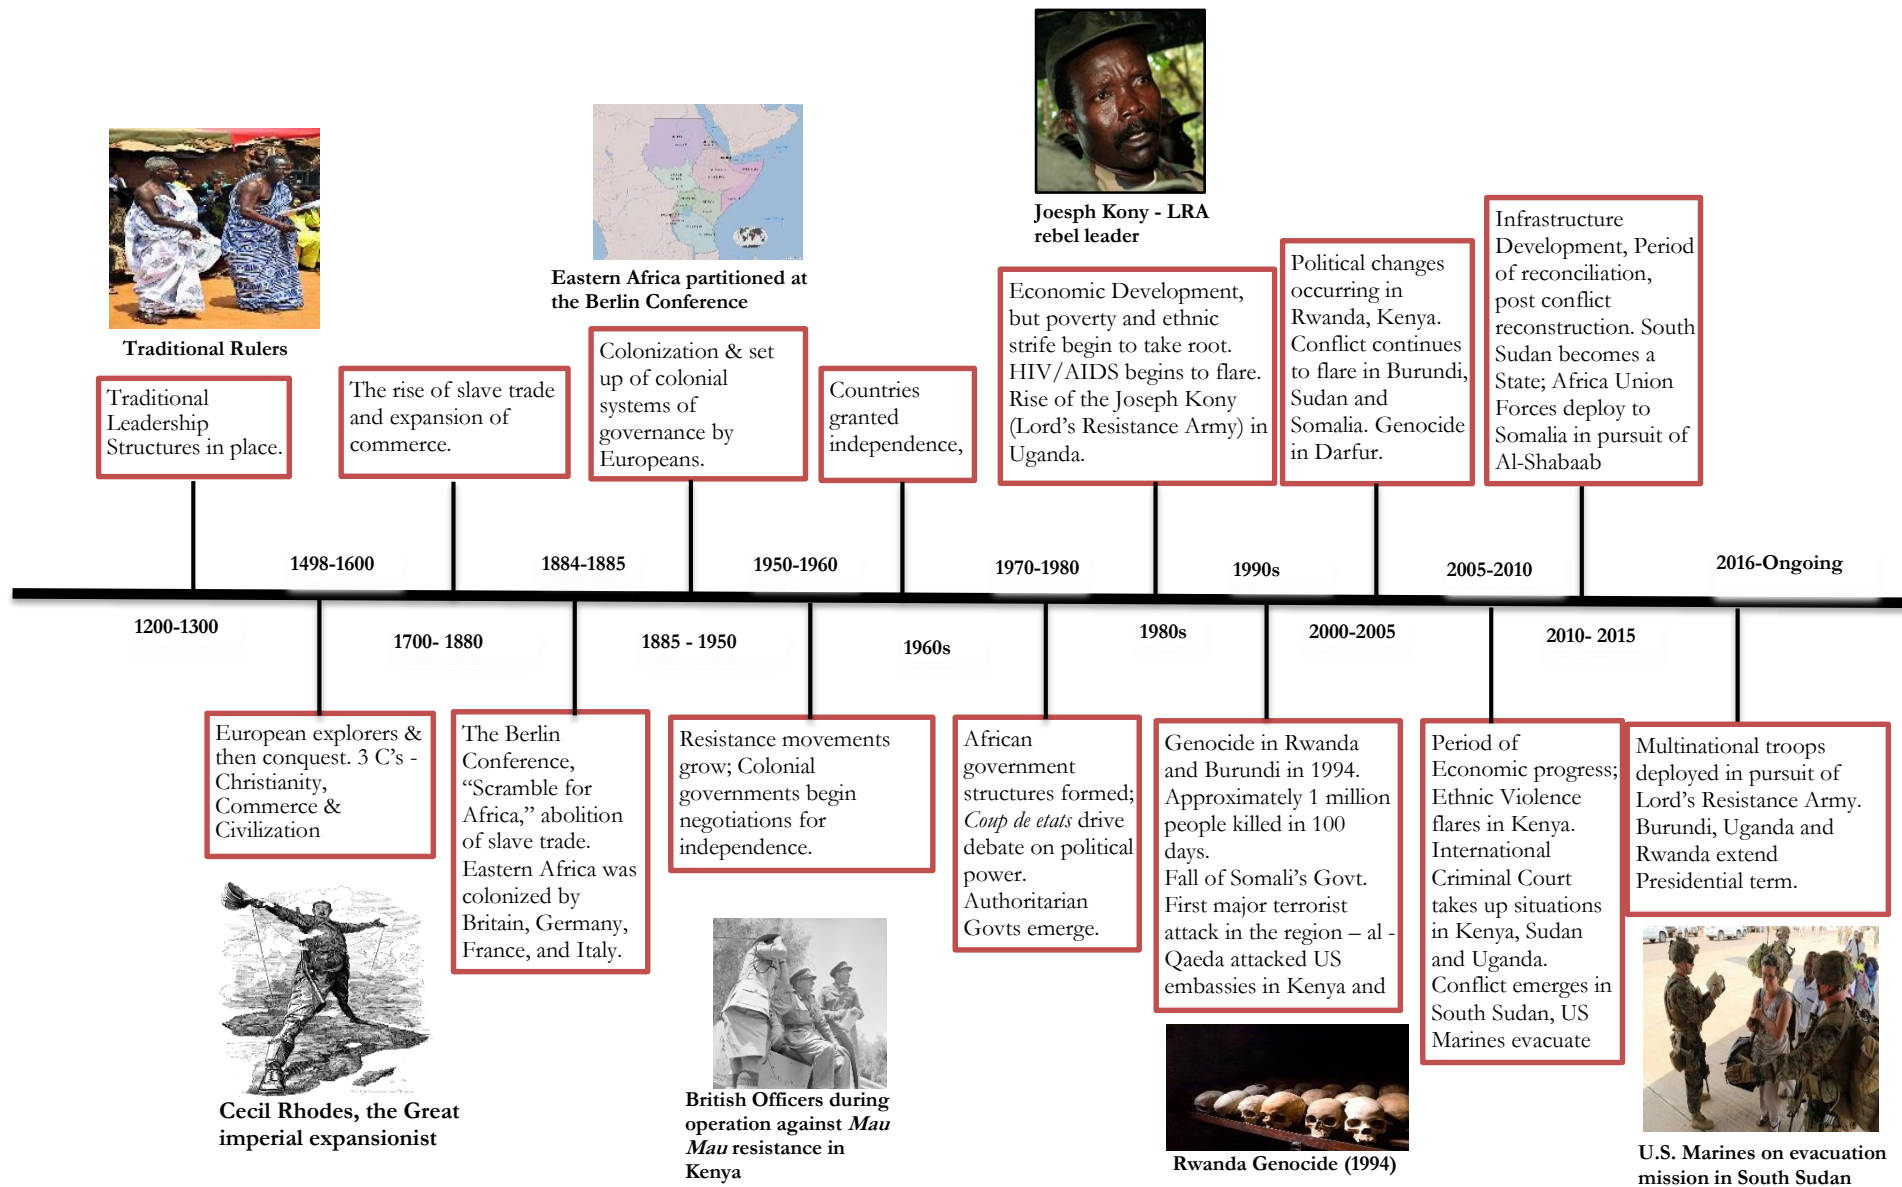 Joesph Kony - LRA
rebel leader
Eastern Africa partitioned at
the Berlin Conference
Traditional Rulers
Traditional
Leadership
Structures in place.
The rise of slave trade
and expansion of
commerce.
Colonization & set
up of colonial
systems of
governance by
Europeans.
Countries
granted
independence,
Economic Development,
but poverty and ethnic
strife begin to take root.
HIV/AIDS begins to flare.
Rise of the Joseph Kony
(Lord's Resistance Army) in
Uganda.
Political changes
occurring in
Rwanda, Kenya.
Conflict continues
to flare in Burundi,
Sudan and
Somalia. Genocide
in Darfur.
Infrastructure
Development, Period
of reconciliation,
post conflict
reconstruction. South
Sudan becomes a
State; Africa Union
Forces deploy to
Somalia in pursuit of
Al-Shabaab
1498-1600
1884-1885
1950-1960
1970-1980
1990s
2005-2010
2016-Ongoing
1200-1300
1700- 1880
1885 - 1950
1960s
1980s
2000-2005
2010- 2015
European explorers &
then conquest. 3 C's -
Christianity,
Commerce &
Civilization
The Berlin
Conference,
“Scramble for
Africa,” abolition
of slave trade.
Eastern Africa was
colonized by
Britain, Germany,
France, and Italy.
Resistance movements
grow; Colonial
governments begin
negotiations for
independence.
African
government
structures formed;
Coup de etats drive
debate on political
power.
Authoritarian
Govts emerge.
Genocide in Rwanda
and Burundi in 1994.
Approximately 1 million
people killed in 100
days.
Fall of Somali's Govt.
First major terrorist
attack in the region – al -
Qaeda attacked US
embassies in Kenya and
Period of
Economic progress;
Ethnic Violence
flares in Kenya.
International
Criminal Court
takes up situations
in Kenya, Sudan
and Uganda.
Conflict emerges in
South Sudan, US
Marines evacuate
Multinational troops
deployed in pursuit of
Lord's Resistance Army.
Burundi, Uganda and
Rwanda extend
Presidential term.
Cecil Rhodes, the Great
imperial expansionist
British Officers during
operation against Mau
Mau resistance in
Kenya
Rwanda Genocide (1994)
U.S. Marines on evacuation
mission in South Sudan